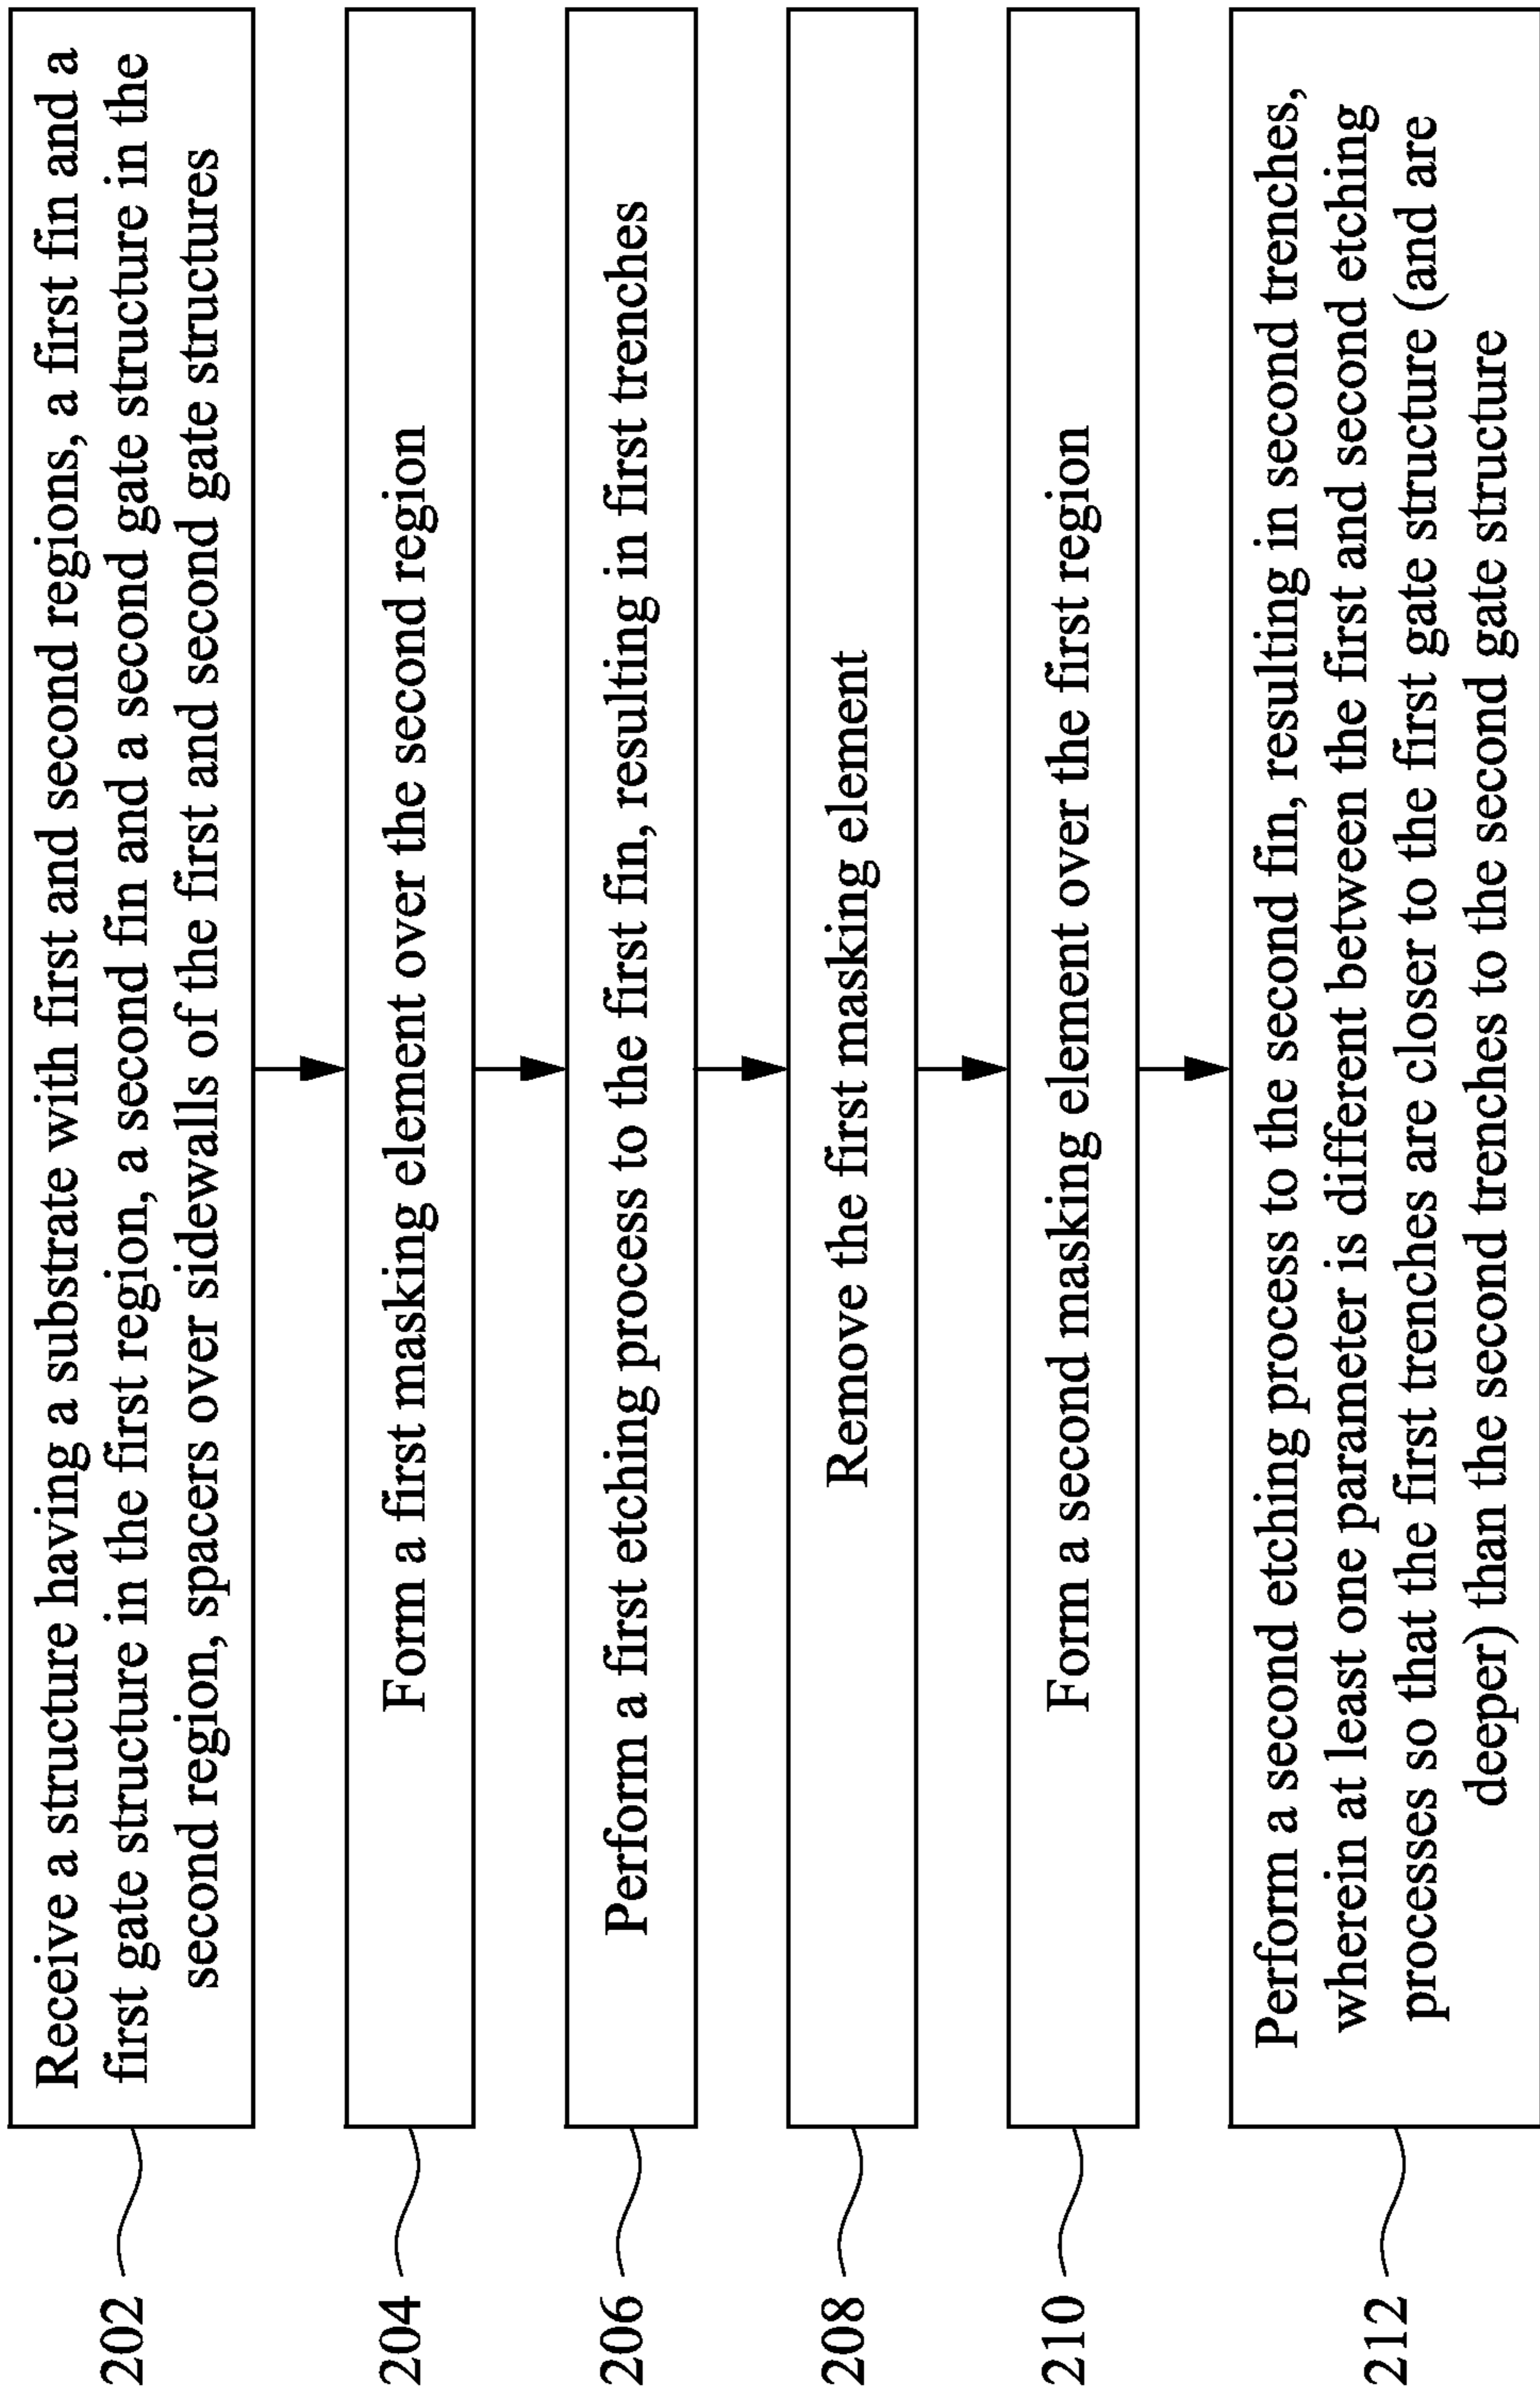 202
Receive a structure having a substrate with first and second regions, a first fin and a
first gate structure in the first region, a second fin and a second gate structure in the
second region, spacers over sidewalls of the first and second gate structures
204
Form a first masking element over the second region
206
Perform a first etching process to the first fin, resulting in first trenches
208
Remove the first masking element
210
Form a second masking element over the first region
212
Perform a second etching process to the second fin, resulting in second trenches,
wherein at least one parameter is different between the first and second etching
processes so that the first trenches are closer to the first gate structure (and are
deeper) than the second trenches to the second gate structure